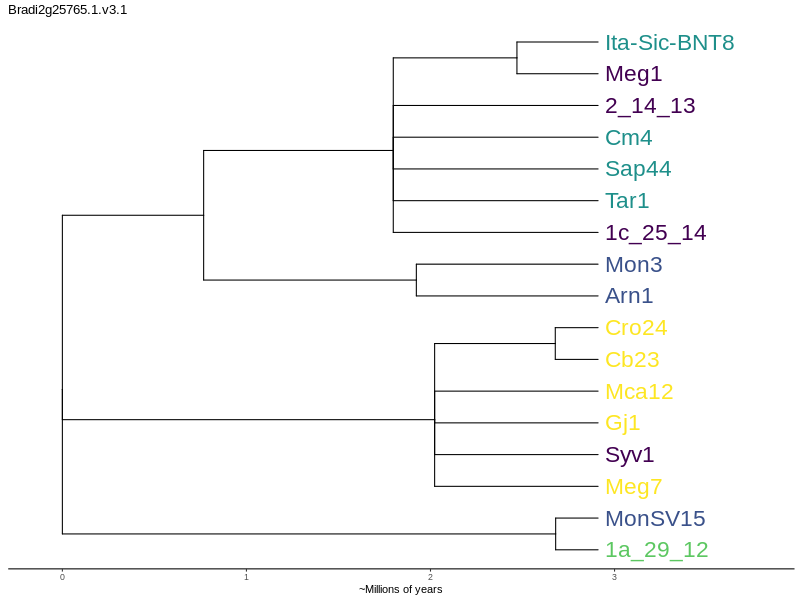 Bradi2g25765.1.v3.1
Ita-Sic-BNT8
Meg1
2_14_13
Cm4
Sap44
Tar1
1c_25_14
Mon3
Arn1
Cro24
Cb23
Mca12
Gj1
Syv1
Meg7
MonSV15
1a_29_12
0 1 2 3
~Millions of years